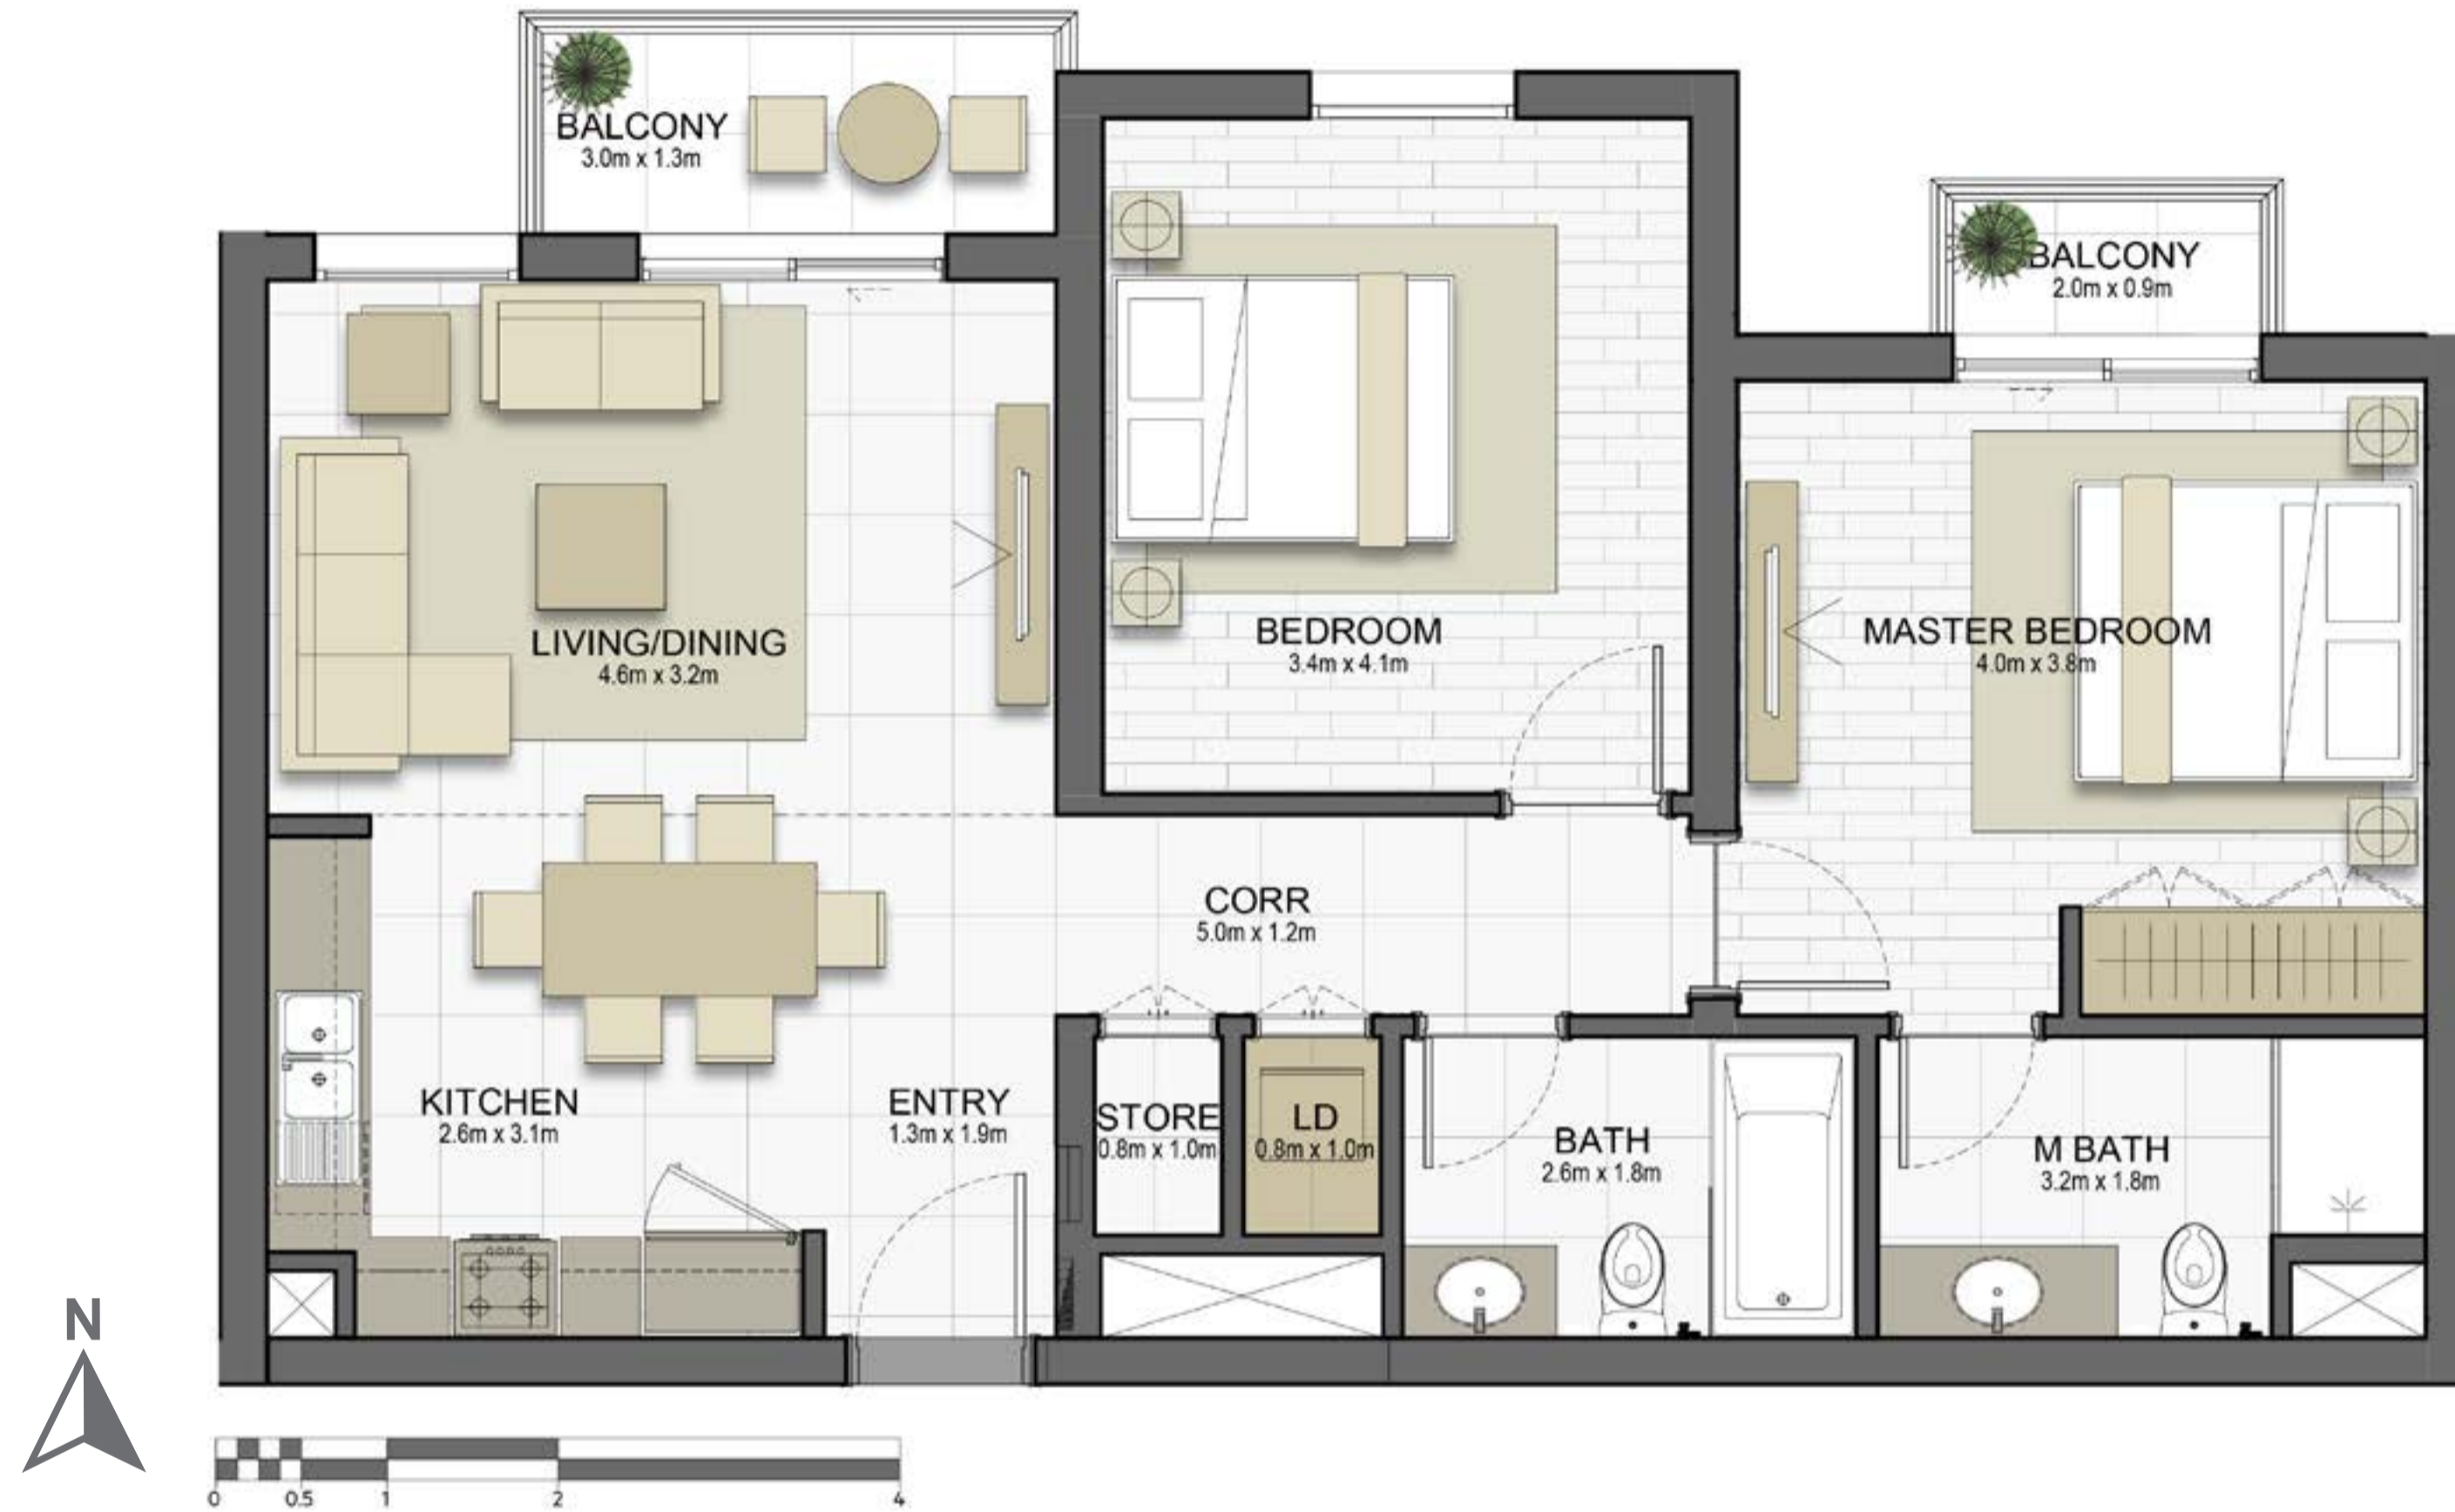 BALCONY
3.0m x 1.3m
BALCONY
2.0m x 0.9m
LIVING/DINING
4.6m x 3.2m
BEDROOM
3.4m x 4.1m
MASTER BEDROOM
4.0m x 3.8m
CORR
5.0m x 1.2m
KITCHEN
2.6m x 3.1m
ENTRY
1.3m x 1.9m
STORE
0.8m x 1.0m
LD
0.8m x 1.0m
BATH
2.6m x 1.8m
M BATH
3.2m x 1.8m
N
0 0.5 1 2 4